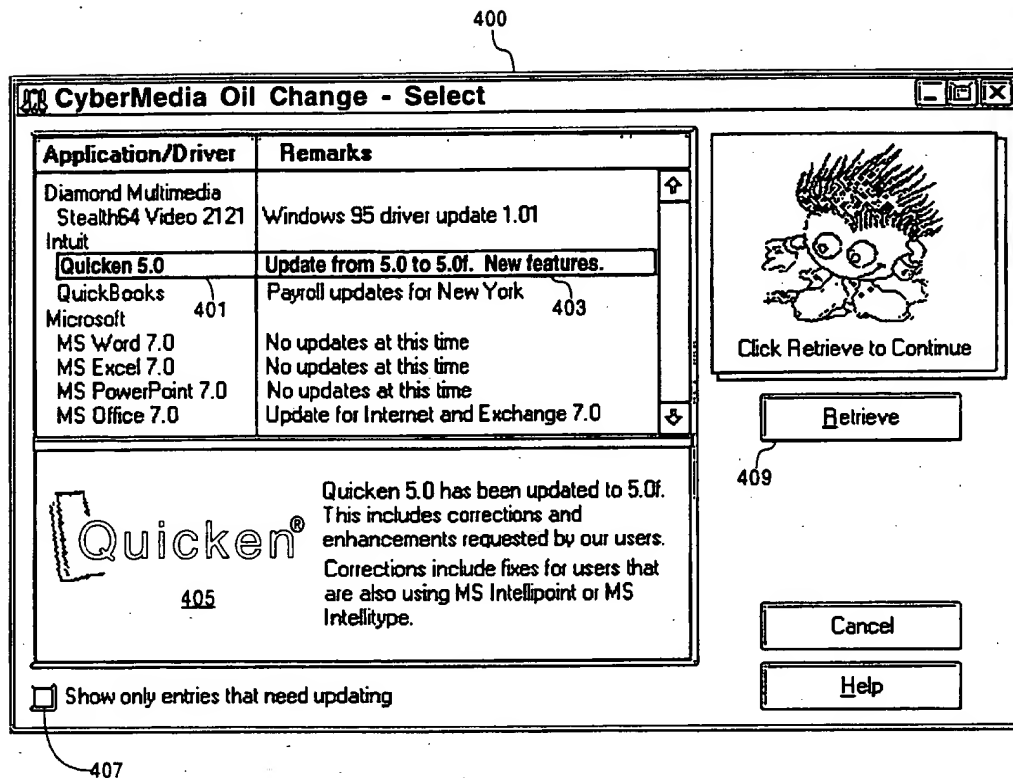 400
CyberMedia Oil Change - Select
Application/Driver Remarks
Diamond Multimedia
Stealth64 Video 2121 Windows 95 driver update 1.01
Intuit
Quicken 5.0 Update from 5.0 to 5.0f. New features.
QuickBooks 401 Payroll updates for New York 403
Microsoft
MS Word 7.0 No updates at this time
MS Excel 7.0 No updates at this time
MS PowerPoint 7.0 No updates at this time
MS Office 7.0 Update for Internet and Exchange 7.0
Click Retrieve to Continue
Retrieve
409
Quicken®
405
Quicken 5.0 has been updated to 5.0f.
This includes corrections and
enhancements requested by our users.
Corrections include fixes for users that
are also using MS Intellipoint or MS
Intellitype.
Cancel
Help
Show only entries that need updating
407